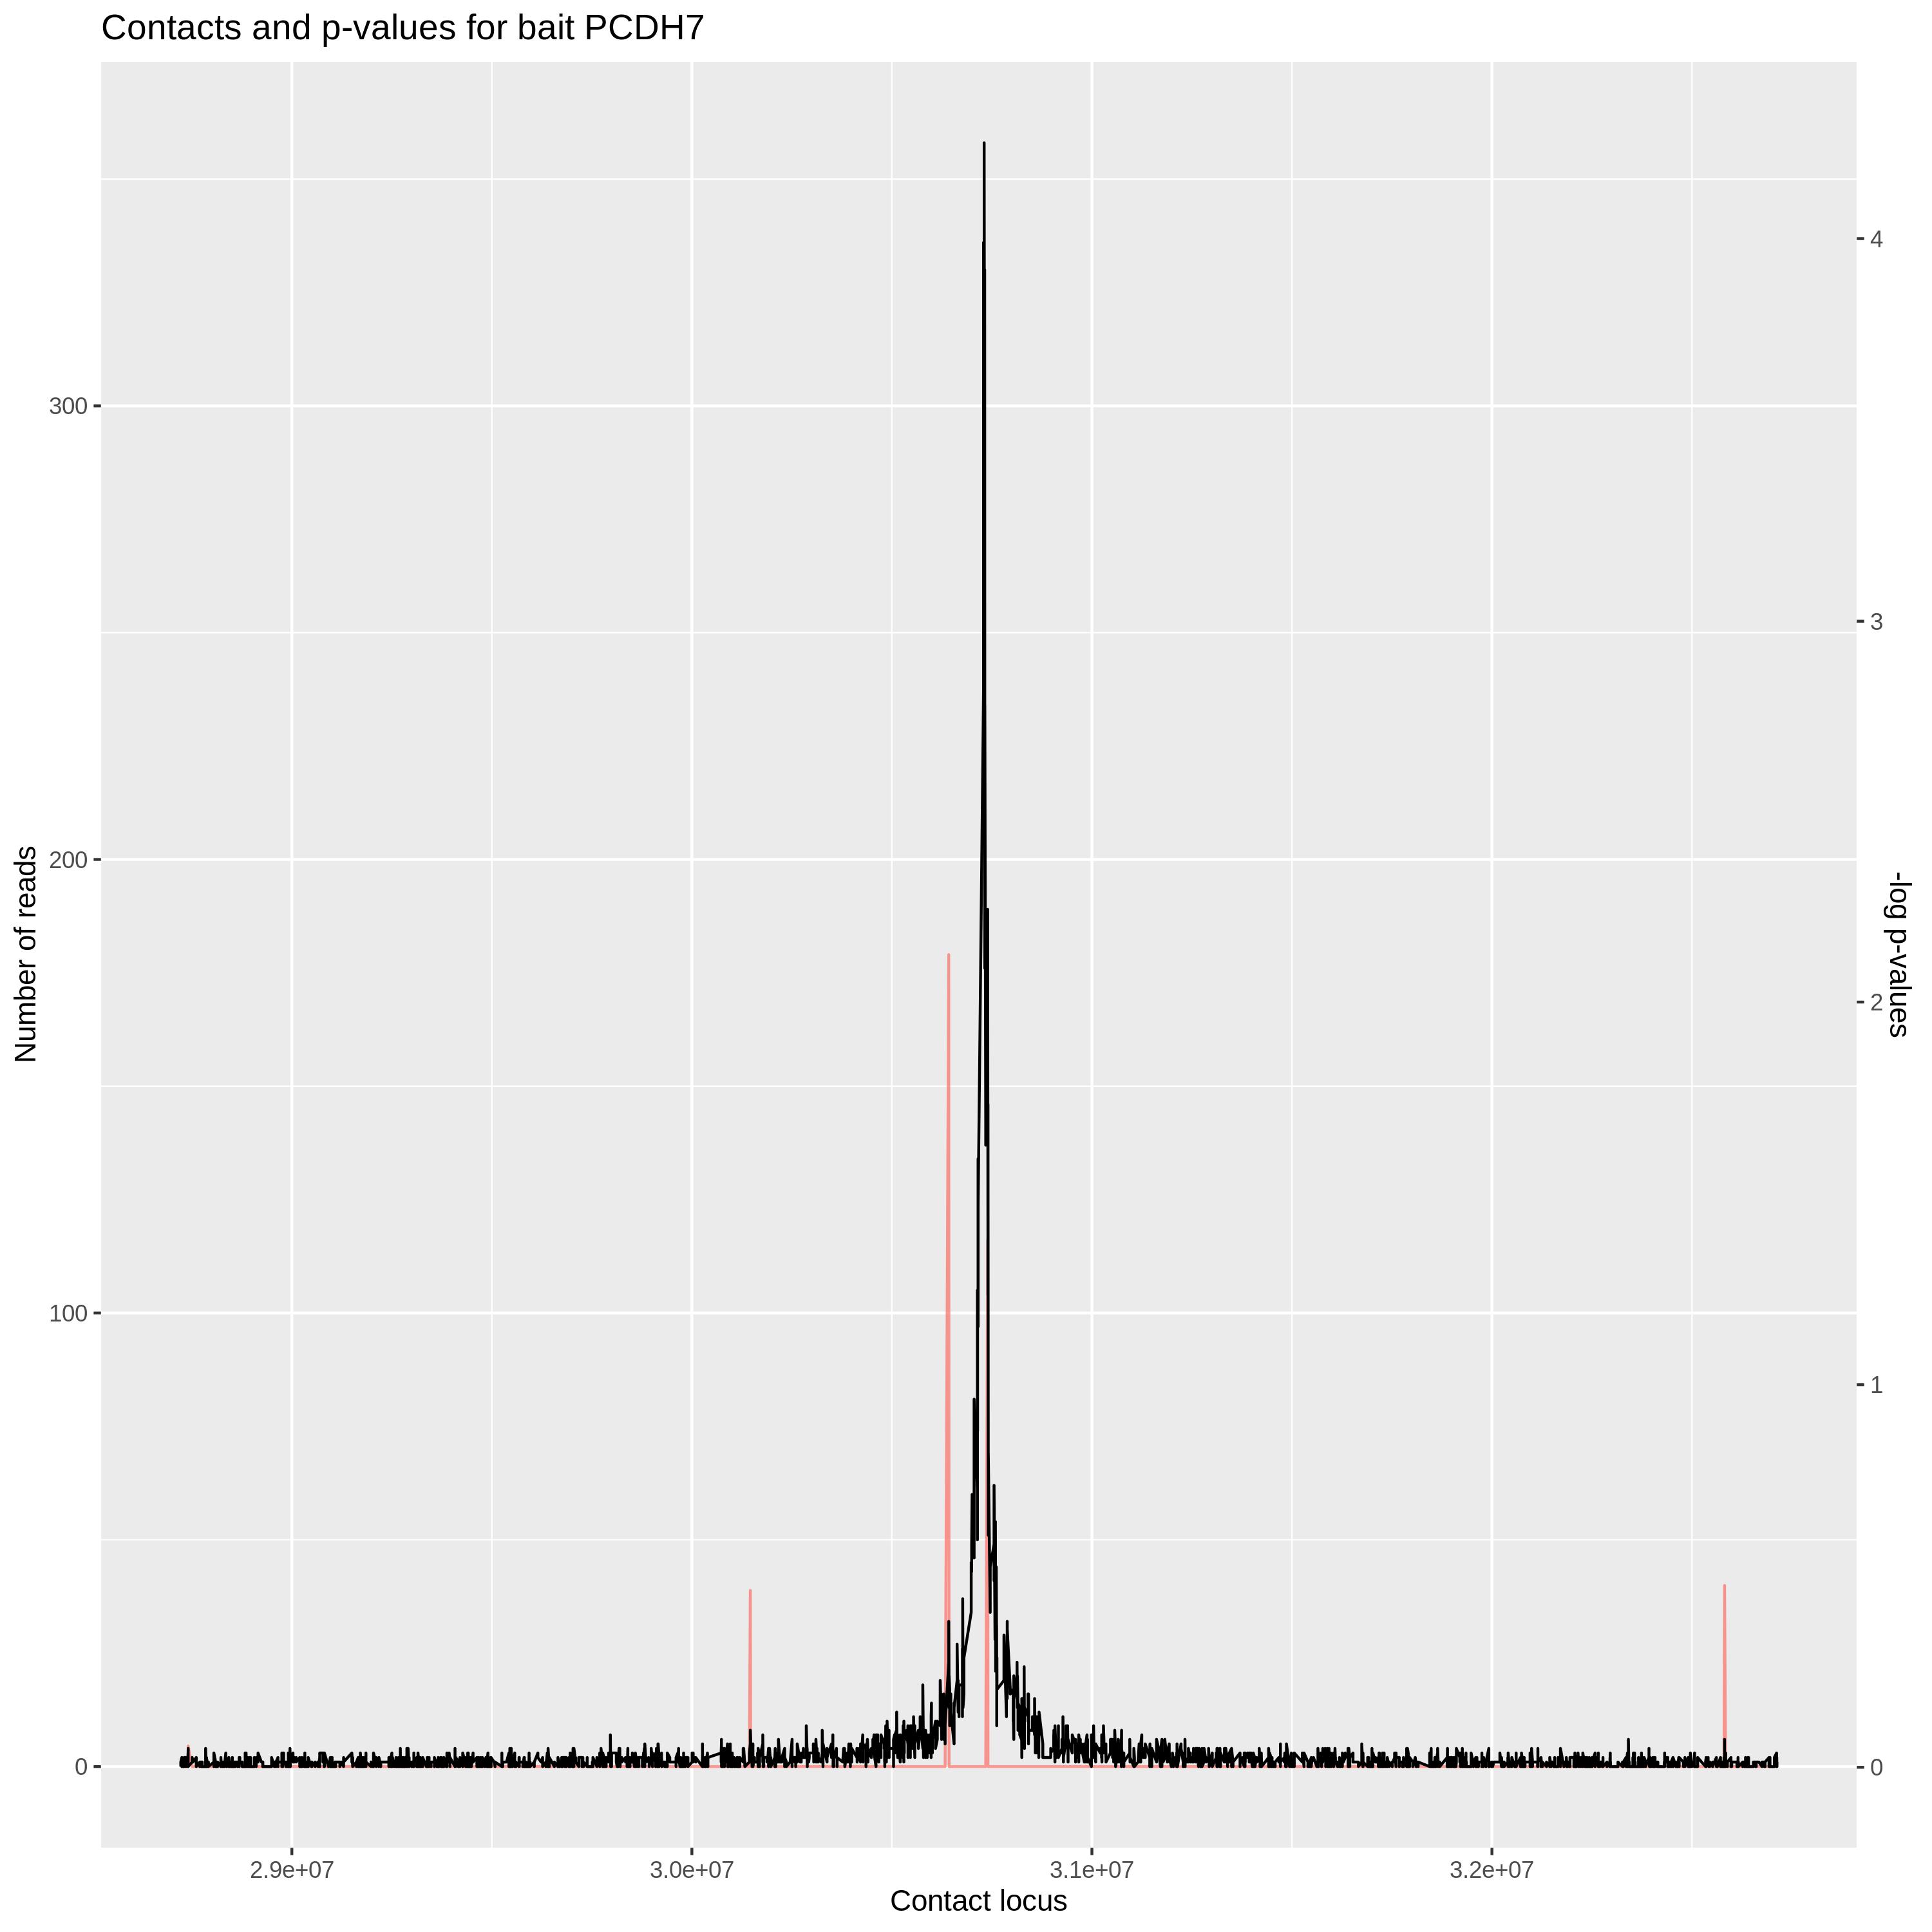 Contacts and p-values for bait PCDH7
Number of reads
300
200
100
0
4
3
2
1
0
-log p-values
2.9e+07
3.0e+07
3.1e+07
3.2e+07
Contact locus